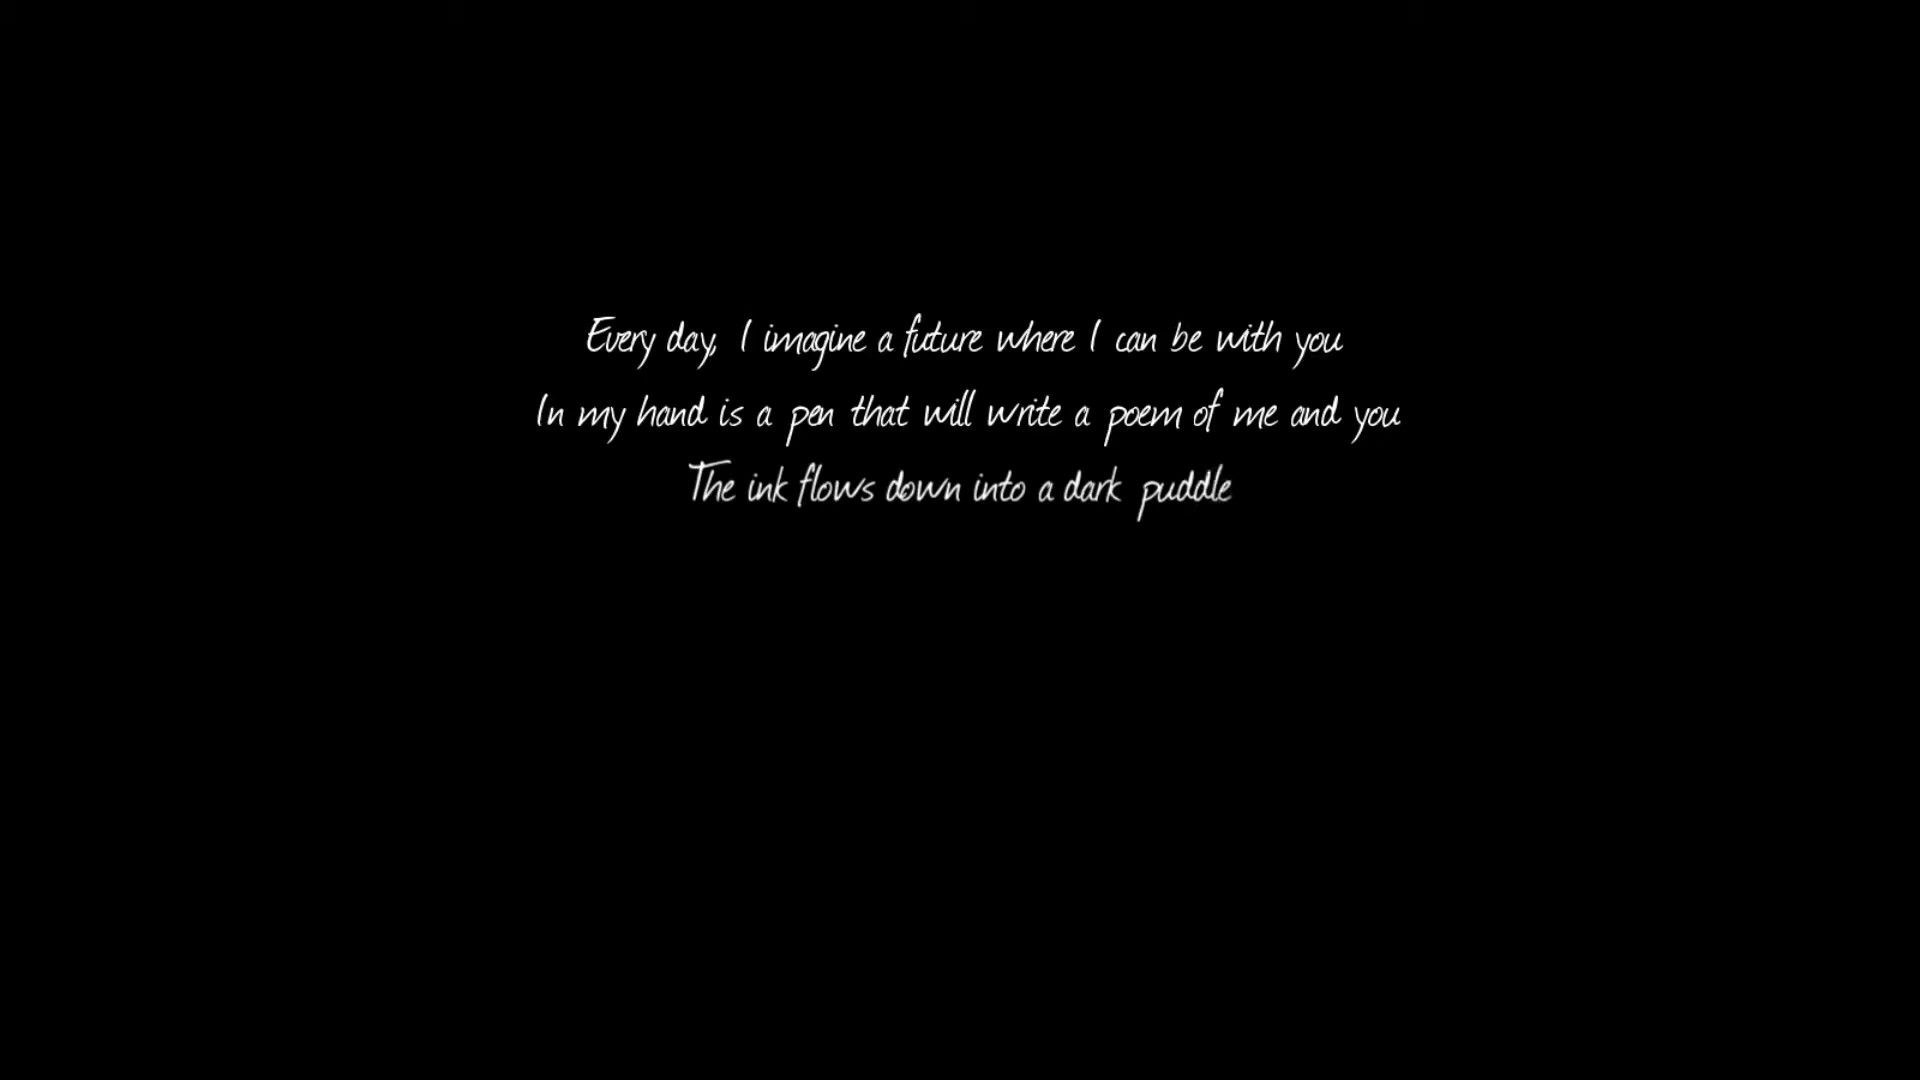 Every day, I imagine a future where I can be with you
In my hand is a pen that will write a poem of me and you
The ink flows down into a dark puddle